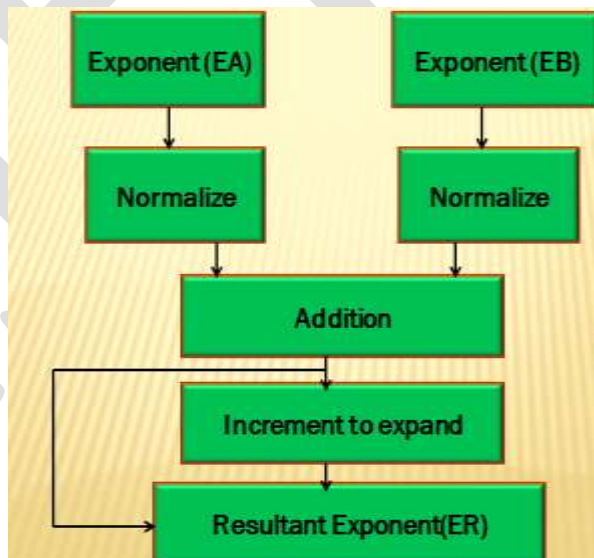 Exponent (EA)
Exponent (EB)
Normalize
Normalize
Addition
Increment to expand
Resultant Exponent(ER)